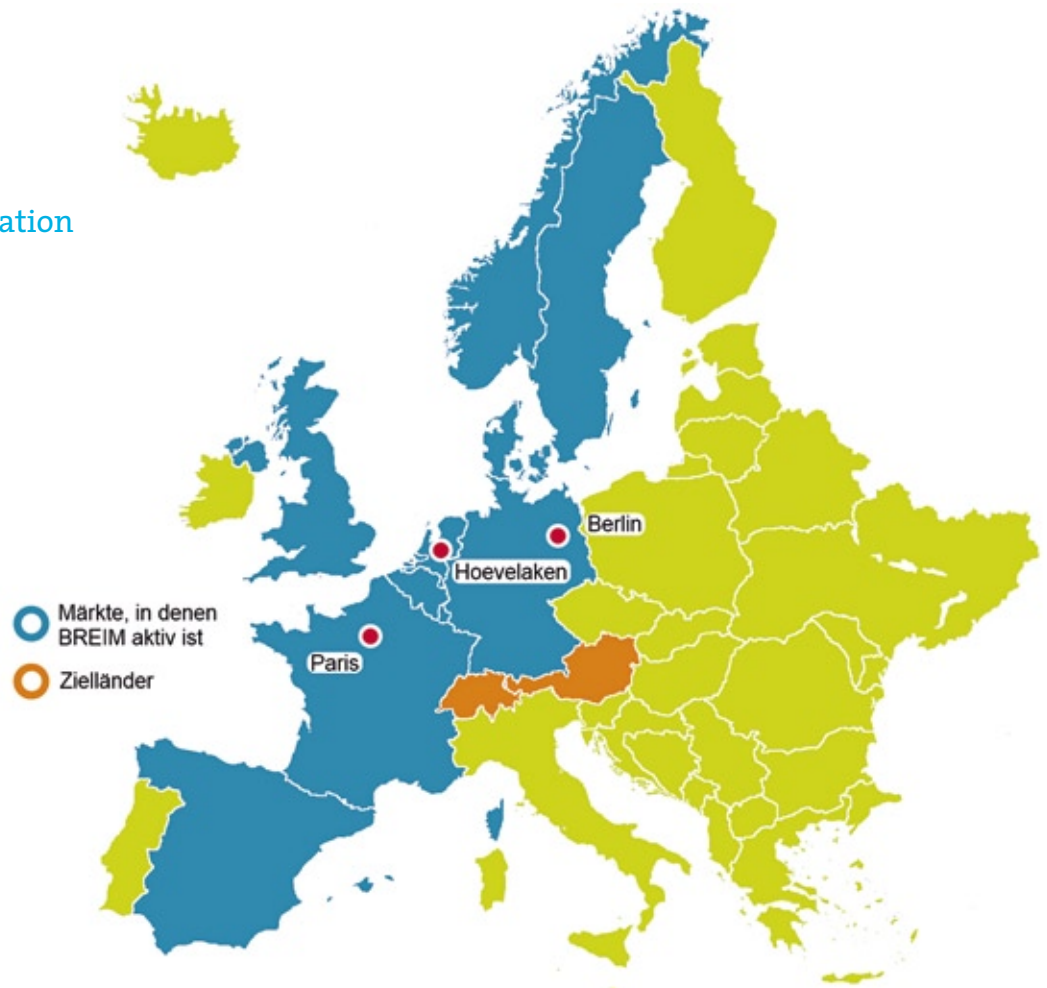 ation
Berlin
Hoevelaken
Märkte, in denen
BREIM aktiv ist
Paris
Zielländer